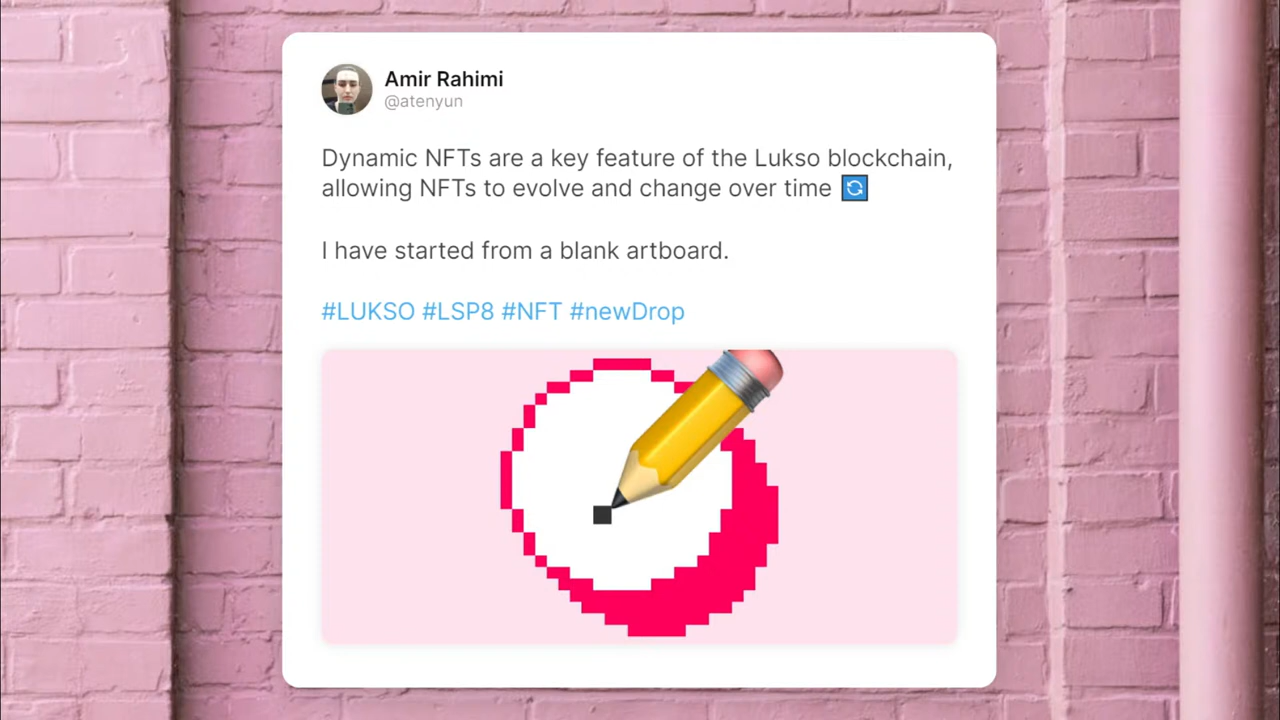 Amir Rahimi
@atenyun
Dynamic NFTs are a key feature of the Lukso blockchain,
allowing NFTs to evolve and change over time 🔄
I have started from a blank artboard.
#LUKSO #LSP8 #NFT #newDrop